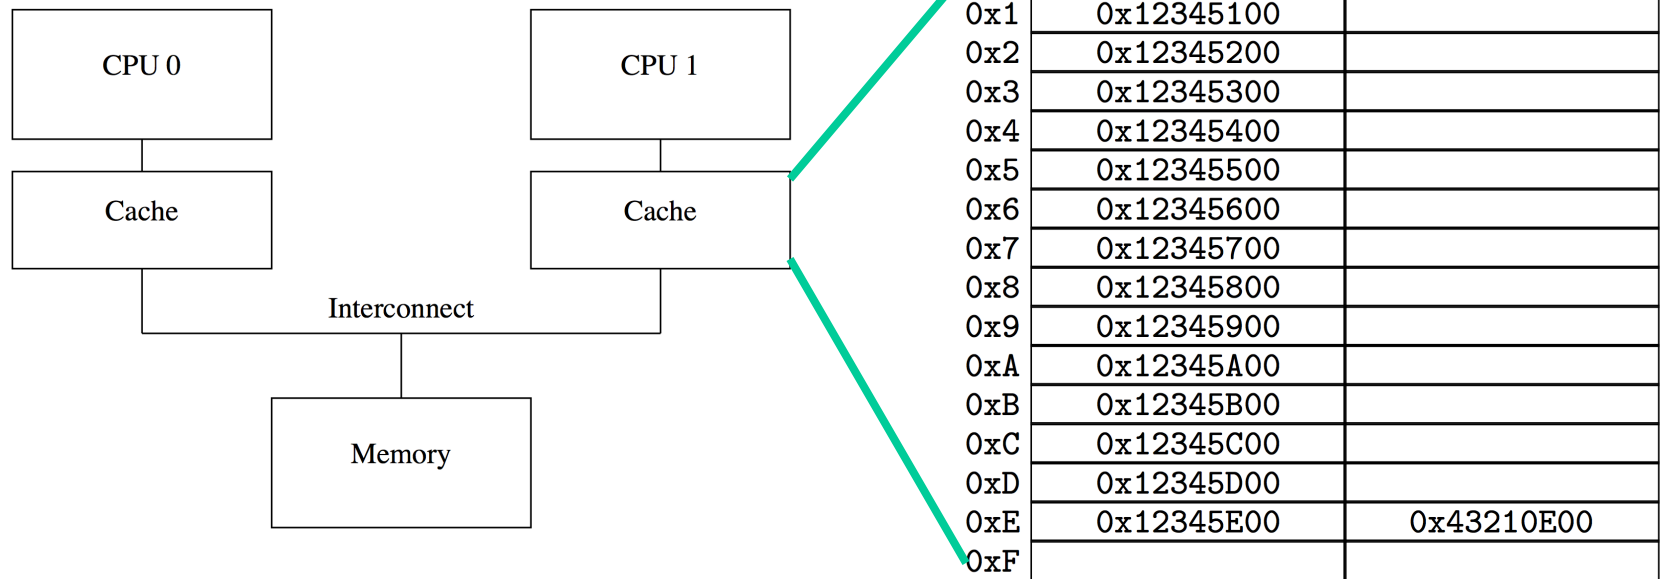 CPU 0
CPU 1
Cache
Cache
Interconnect
Memory
0x1 0x12345100
0x2 0x12345200
0x3 0x12345300
0x4 0x12345400
0x5 0x12345500
0x6 0x12345600
0x7 0x12345700
0x8 0x12345800
0x9 0x12345900
0xA 0x12345A00
0xB 0x12345B00
0xC 0x12345C00
0xD 0x12345D00
0xE 0x12345E00 0x43210E00
0xF